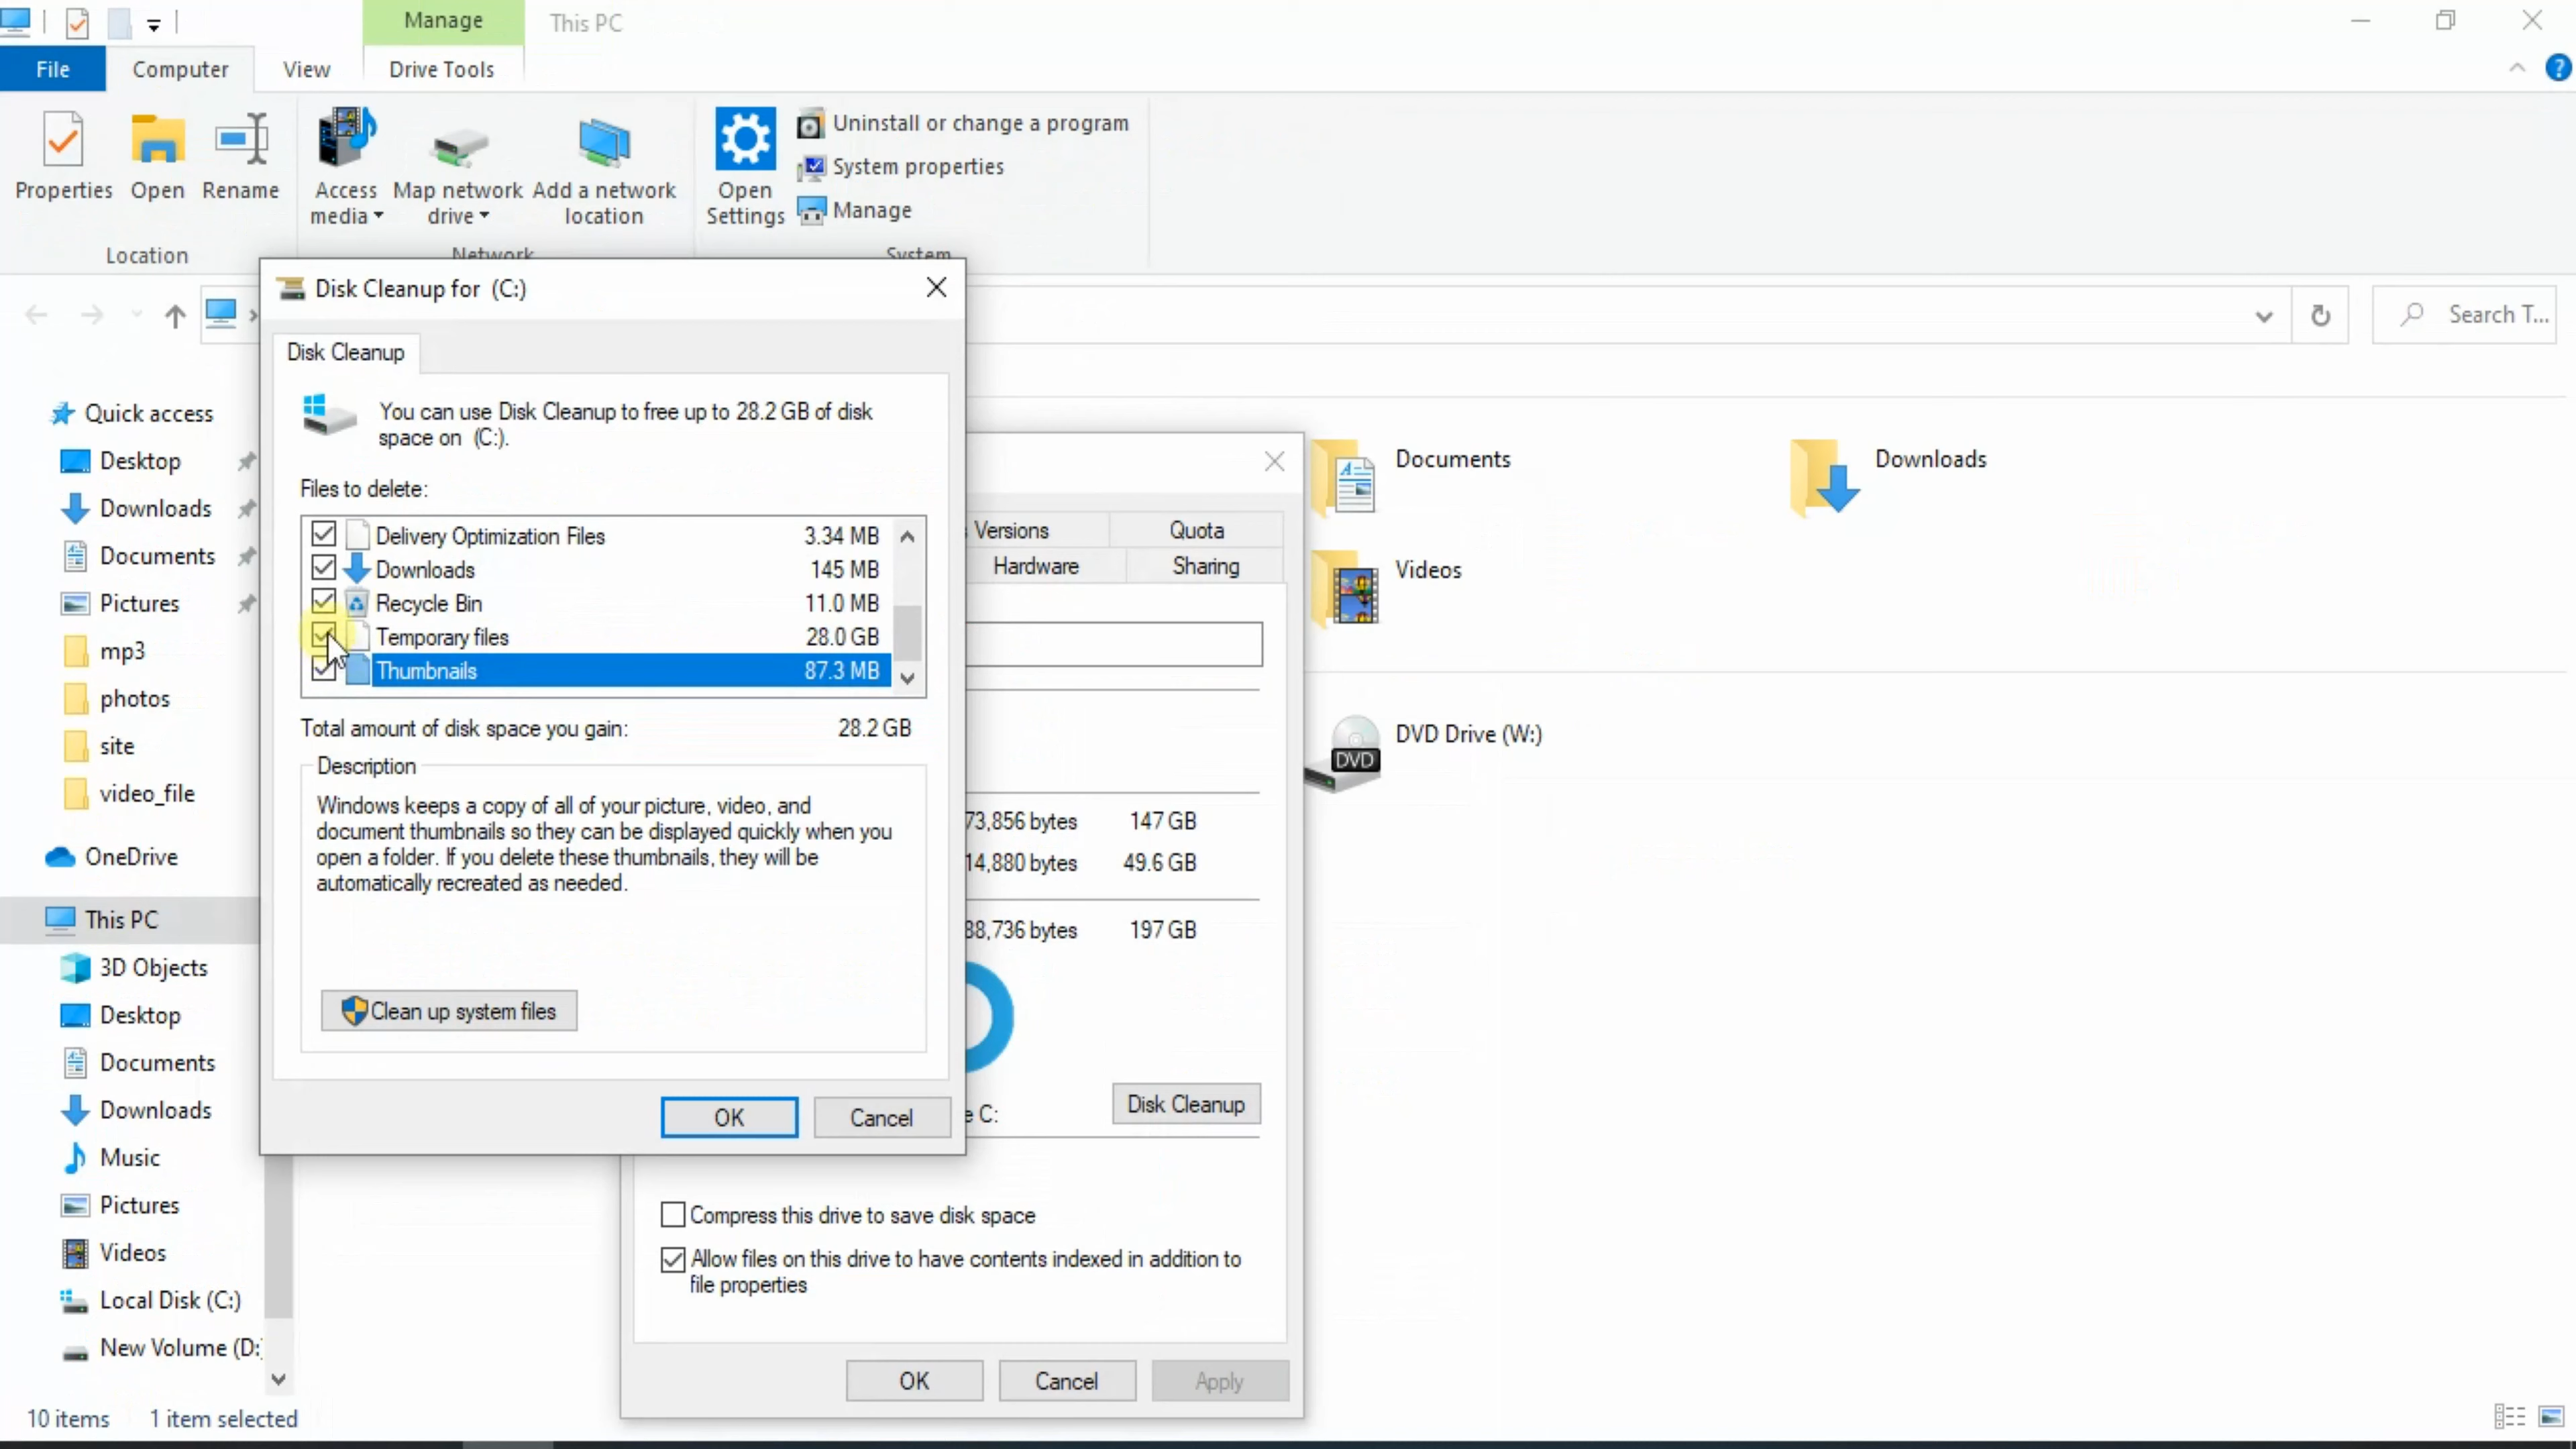 Manage
This PC
File
Computer
View
Drive Tools
Properties
Open
Rename
Access media
Map network drive
Add a network location
Open Settings
Uninstall or change a program
System properties
Manage
Location
Network
System
Search T...
Quick access
Desktop
Downloads
Documents
Pictures
mp3
photos
site
video_file
OneDrive
This PC
3D Objects
Desktop
Documents
Downloads
Music
Pictures
Videos
Local Disk (C:)
New Volume (D:
10 items
1 item selected
Disk Cleanup for (C:)
Disk Cleanup
You can use Disk Cleanup to free up to 28.2 GB of disk
space on (C:).
Files to delete:
Delivery Optimization Files 3.34 MB
Downloads 145 MB
Recycle Bin 11.0 MB
Temporary files 28.0 GB
Thumbnails 87.3 MB
Total amount of disk space you gain: 28.2 GB
Description
Windows keeps a copy of all of your picture, video, and
document thumbnails so they can be displayed quickly when you
open a folder. If you delete these thumbnails, they will be
automatically recreated as needed.
Clean up system files
OK
Cancel
Versions
Quota
Hardware
Sharing
73,856 bytes 147 GB
14,880 bytes 49.6 GB
88,736 bytes 197 GB
e C:
Disk Cleanup
Compress this drive to save disk space
Allow files on this drive to have contents indexed in addition to
file properties
OK
Cancel
Apply
Documents
Downloads
Videos
DVD Drive (W:)
DVD